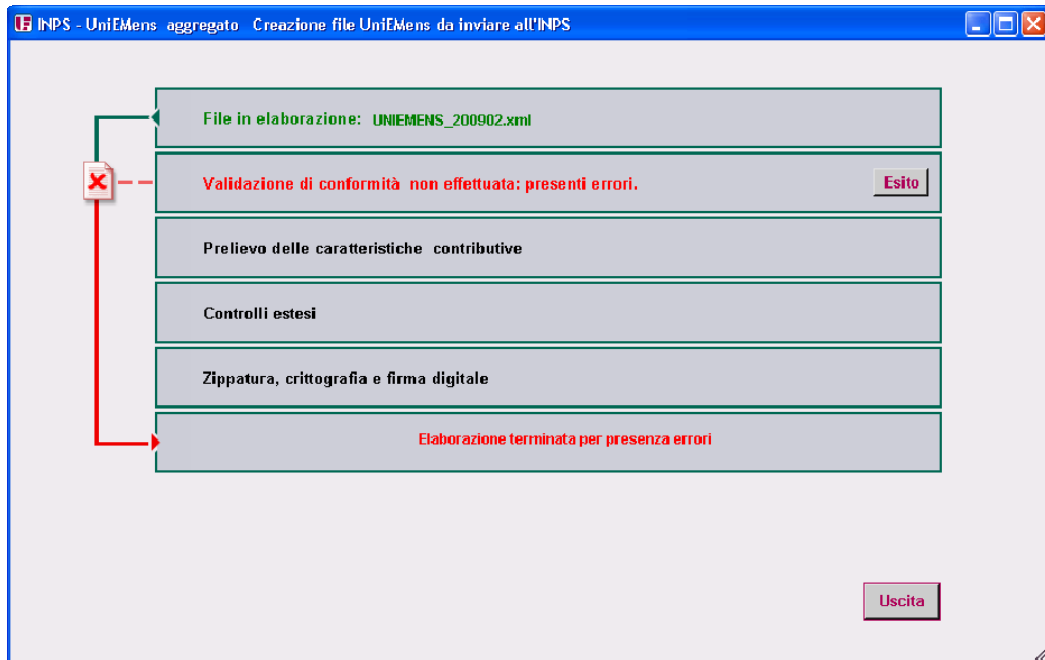 INPS - UniEMens aggregato Creazione file UniEMens da inviare all'INPS
File in elaborazione: UNIEMENS_200902.xml
Validazione di conformità non effettuata: presenti errori.
Esito
Prelievo delle caratteristiche contributive
Controlli estesi
Zippatura, crittografia e firma digitale
Elaborazione terminata per presenza errori
Uscita